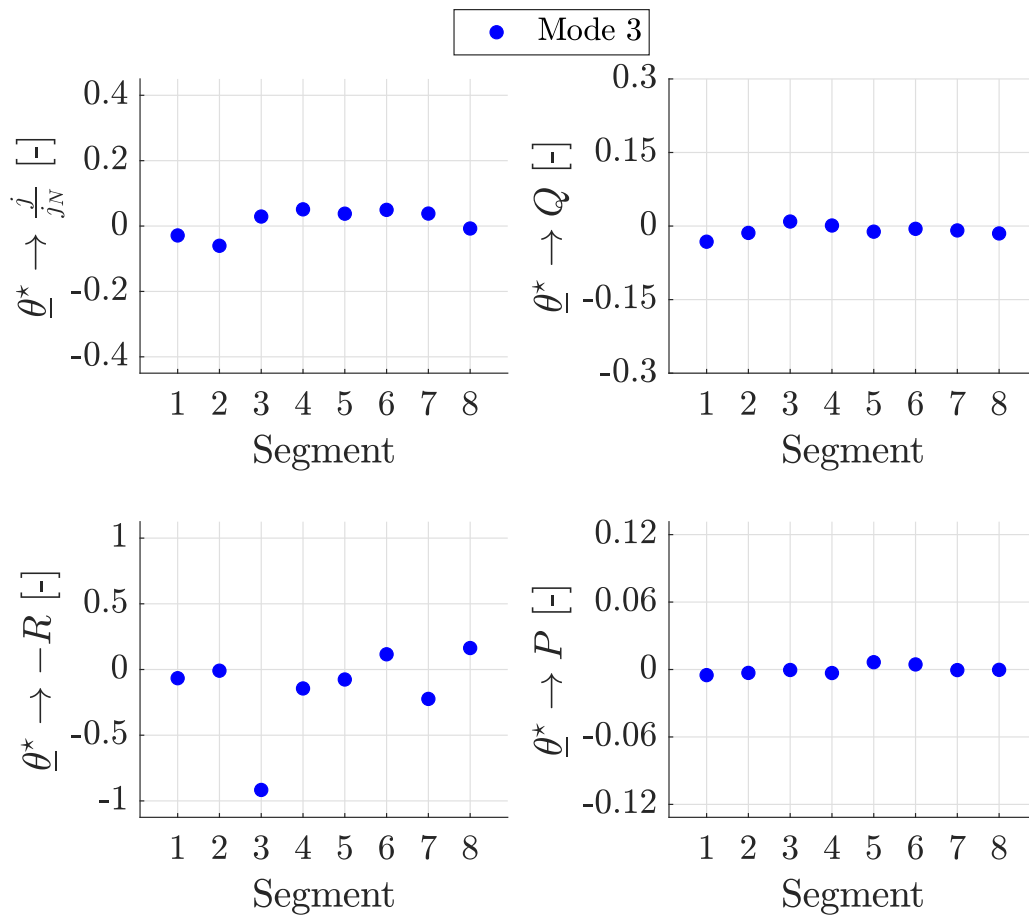 Mode 3
θ* → j/jN [-]
0.4
0.2
0
-0.2
-0.4
1 2 3 4 5 6 7 8
Segment
θ* → Q [-]
0.3
0.15
0
-0.15
-0.3
1 2 3 4 5 6 7 8
Segment
θ* → −R [-]
1
0.5
0
-0.5
-1
1 2 3 4 5 6 7 8
Segment
θ* → P [-]
0.12
0.06
0
-0.06
-0.12
1 2 3 4 5 6 7 8
Segment